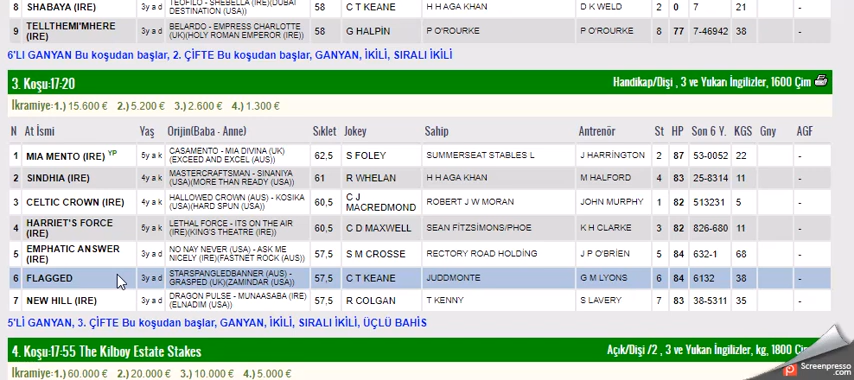 8 SHABAYA (IRE) 3y a d TEOFILO - SHEBELLA (IRE)(DUBAI
DESTINATION (USA)) 58 C T KEANE H H AGA KHAN D K WELD 2 0 7 21
9 TELLTHEMI'MHERE
(IRE) 3y a d BELARDO - EMPRESS CHARLOTTE
(UK)(HOLY ROMAN EMPEROR (IRE)) 58 G HALPİN P O'ROURKE P O'ROURKE 8 77 7-46942 38
6'LI GANYAN Bu koşudan başlar, 2. ÇİFTE Bu koşudan başlar, GANYAN, İKİLİ, SIRALI İKİLİ
3. Koşu:17-20 Handikap/Dişi , 3 ve Yukarı İngilizler, 1600 Çim
İkramiye:1.) 15.600 € 2.) 5.200 € 3.) 2.600 € 4.) 1.300 €
N At İsmi Yaş Orijin(Baba - Anne) Sıklet Jokey Sahip Antrenör St HP Son 6 Y. KGS Gny AGF
1 MIA MENTO (IRE) YP 5y a k CASAMENTO - MIA DIVINA (UK)
(EXCEED AND EXCEL (AUS)) 62,5 S FOLEY SUMMERSEAT STABLES L J HARRİNGTON 2 87 53-0052 22 -
2 SINDHIA (IRE) 4y a k MASTERCRAFTSMAN - SINANIYA
(USA)(MORE THAN READY (USA)) 61 R WHELAN H H AGA KHAN M HALFORD 4 83 25-8314 11 -
3 CELTIC CROWN (IRE) 4y a k HALLOWED CROWN (AUS) - KOSIKA
(USA)(HARD SPUN (USA)) 60,5 C J
MACREDMOND ROBERT J W MORAN JOHN MURPHY 1 82 513231 5 -
4 HARRIET'S FORCE
(IRE) 5y a k LETHAL FORCE - ITS ON THE AIR
(IRE)(KING'S THEATRE (IRE)) 60,5 C D MAXWELL SEAN FİTZSİMONS/PHOE K H CLARKE 3 82 826-680 11 -
5 EMPHATIC ANSWER
(IRE) 3y a d NO NAY NEVER (USA) - ASK ME
NICELY (IRE)(FASTNET ROCK (AUS)) 57,5 S M CROSSE RECTORY ROAD HOLDİNG J P O'BRİEN 5 84 632-1 68 -
6 FLAGGED 3y a d STARSPANGLEDBANNER (AUS) -
GRASPED (UK)(ZAMINDAR (USA)) 57,5 C T KEANE JUDDMONTE G M LYONS 6 84 6132 38 -
7 NEW HILL (IRE) 3y a d DRAGON PULSE - MUNAASABA (IRE)
(ELNADIM (USA)) 57,5 R COLGAN T KENNY S LAVERY 7 83 38-5311 35 -
5'Lİ GANYAN, 3. ÇİFTE Bu koşudan başlar, GANYAN, İKİLİ, SIRALI İKİLİ, ÜÇLÜ BAHİS
4. Koşu:17-55 The Kilboy Estate Stakes Açık/Dişi /2 , 3 ve Yukarı İngilizler, kg, 1800 Çim
İkramiye:1.) 60.000 € 2.) 20.000 € 3.) 10.000 € 4.) 5.000 €
Screenpresso
.com